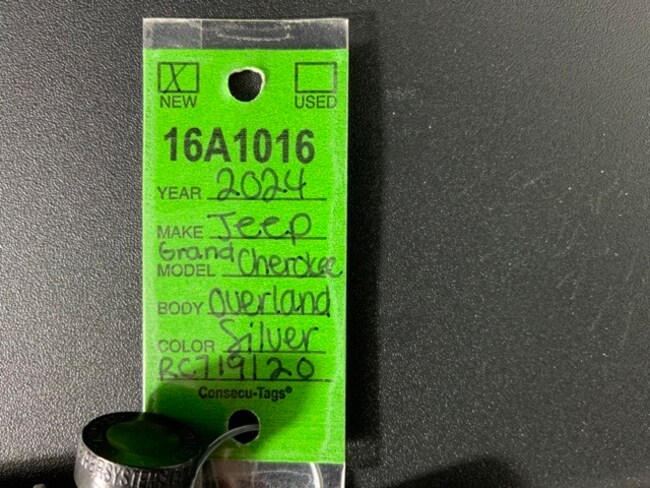 X
NEW USED
16A1016
YEAR 2024
MAKE Jeep
Grand
MODEL Cherokee
BODY Overland
COLOR Silver
RC719120
Consecu-Tags®